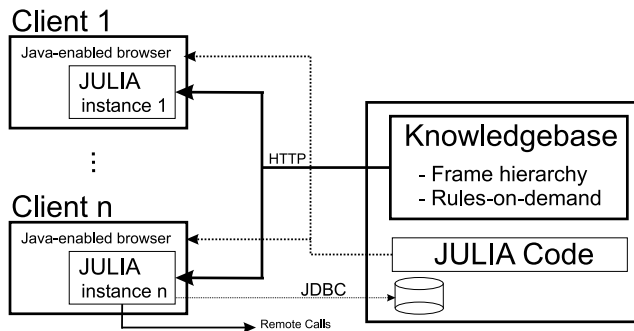 Client 1
Java-enabled browser
JULIA
instance 1
...
Client n
Java-enabled browser
JULIA
instance n
HTTP
JDBC
Remote Calls
Knowledgebase
- Frame hierarchy
- Rules-on-demand
JULIA Code